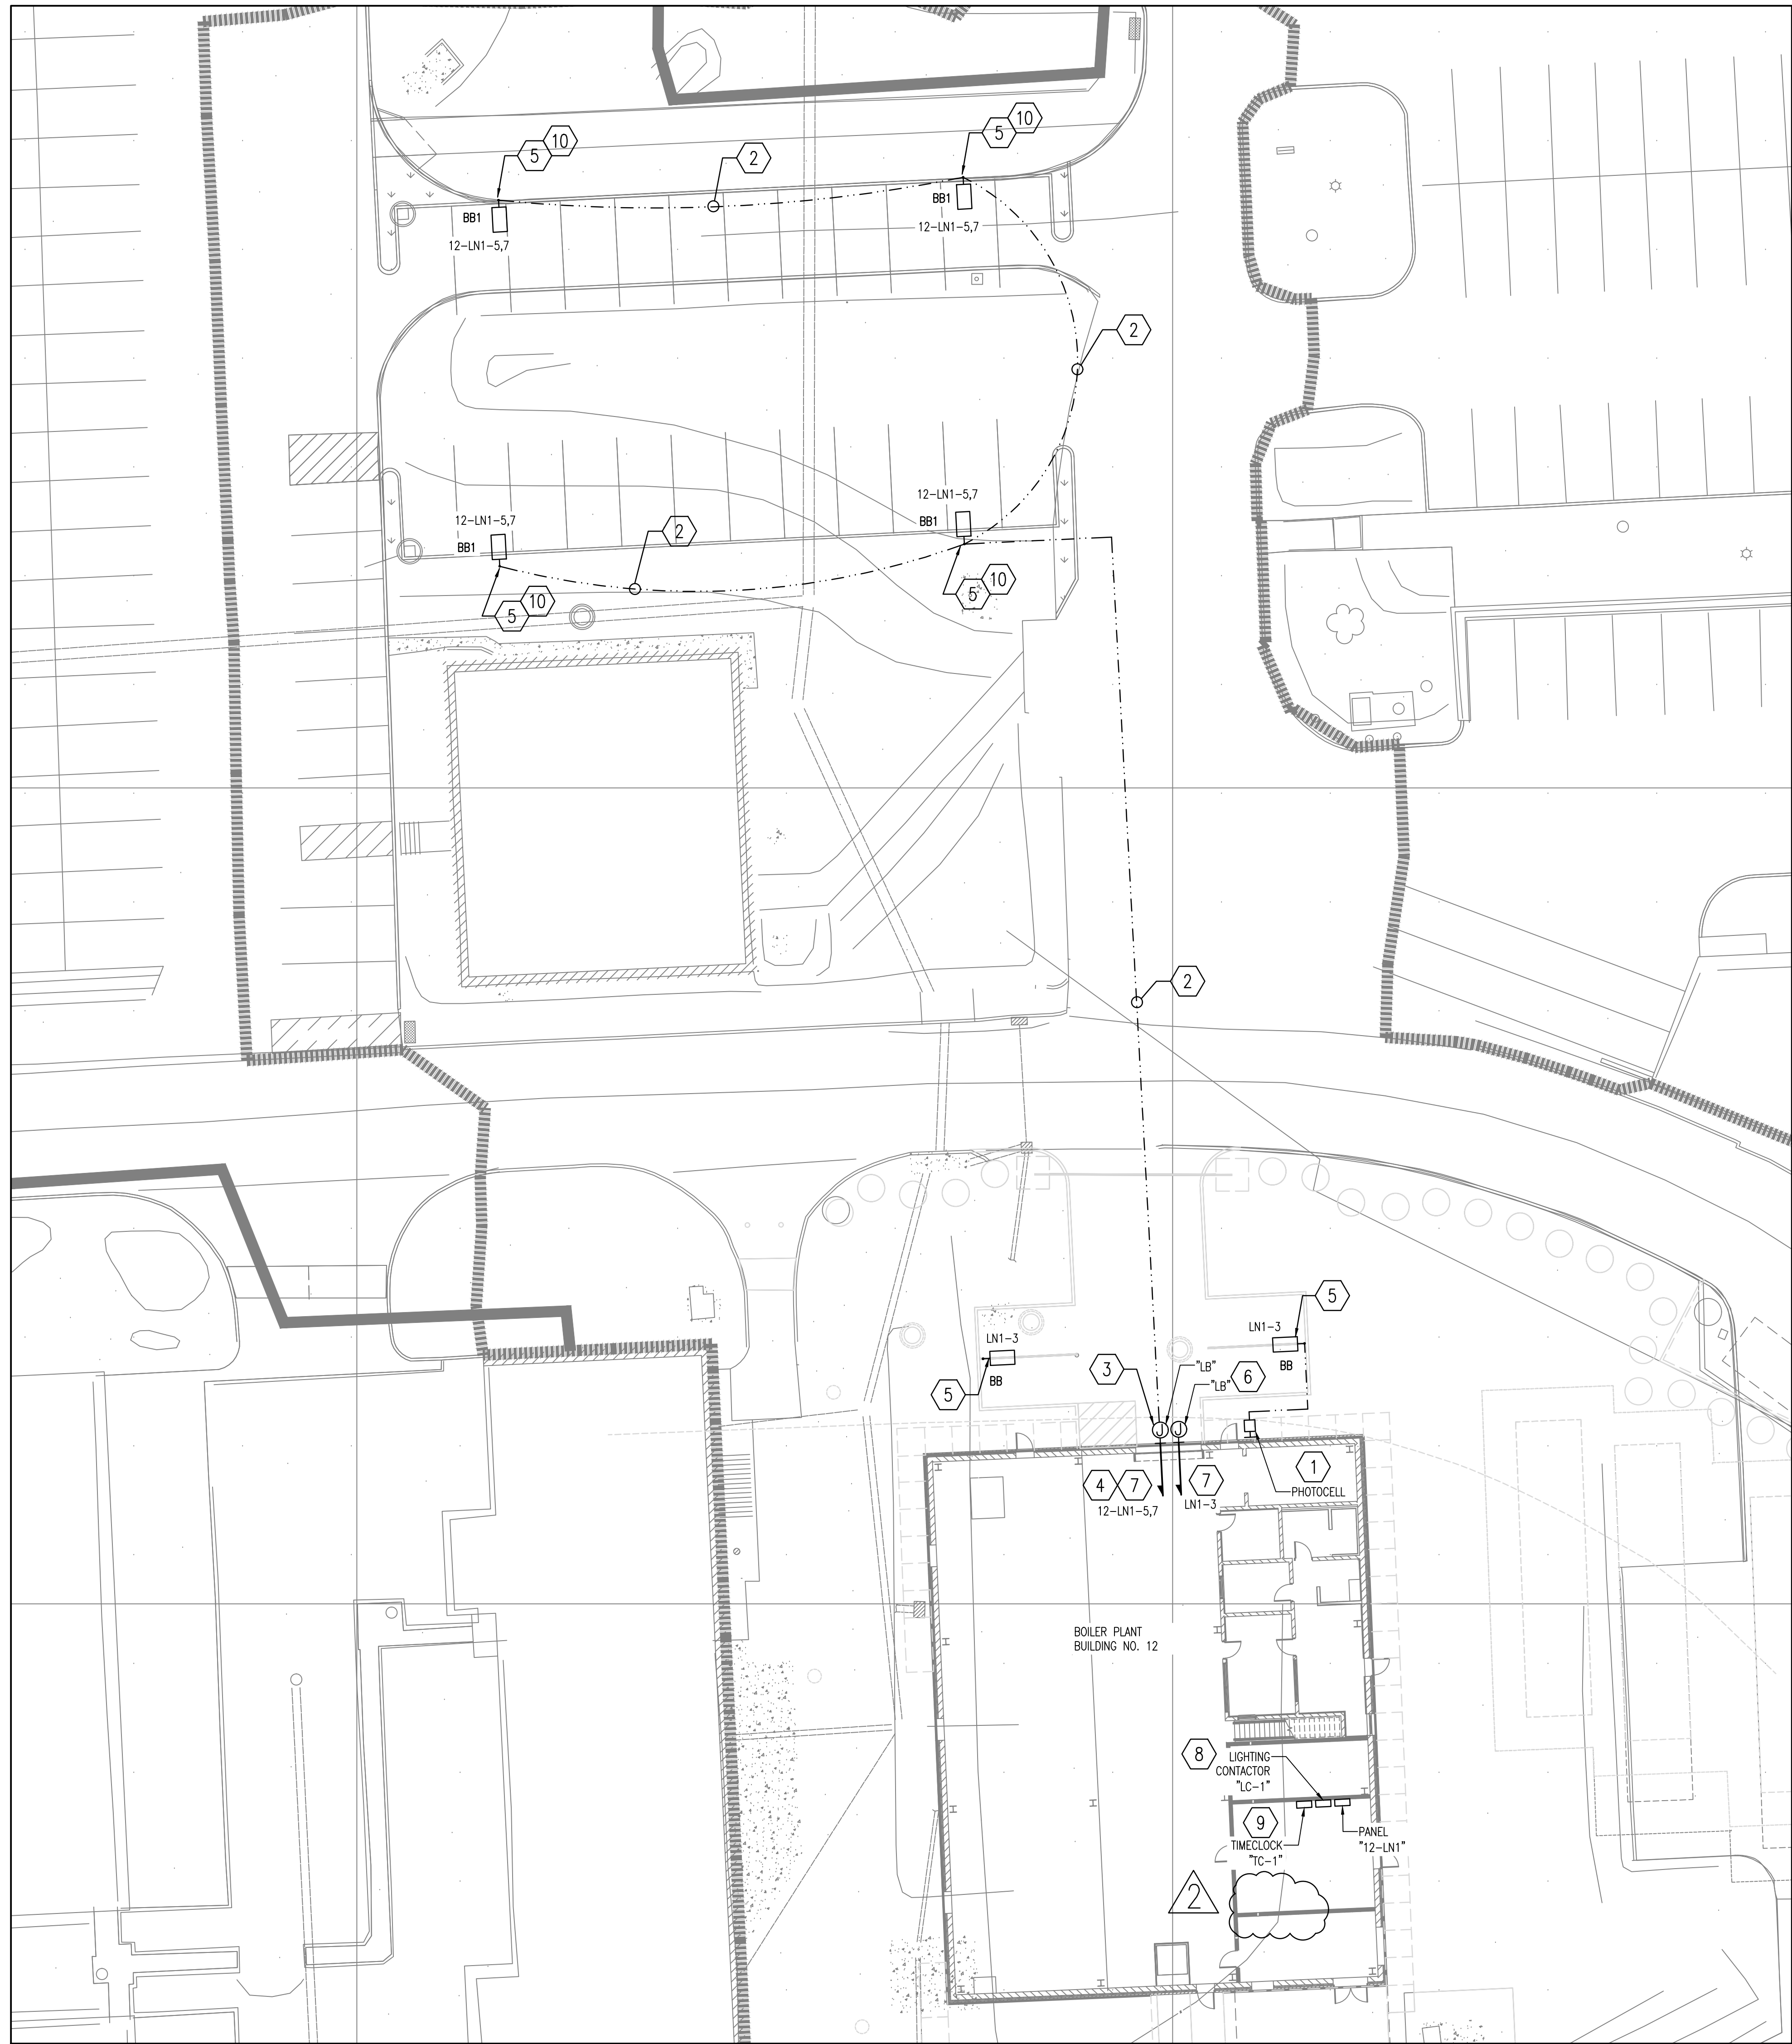 10
5
2
10
5
BB1
12-LN1-5,7
BB1
12-LN1-5,7
2
12-LN1-5,7
BB1
2
10
5
12-LN1-5,7
BB1
10
5
2
5
LN1-3
BB
5
LN1-3
BB
3
"LB"
"LB"
6
J
J
4
7
12-LN1-5,7
7
LN1-3
1
PHOTOCELL
BOILER PLANT
BUILDING NO. 12
8
LIGHTING
CONTACTOR
"LC-1"
9
TIMECLOCK
"TC-1"
PANEL
"12-LN1"
2